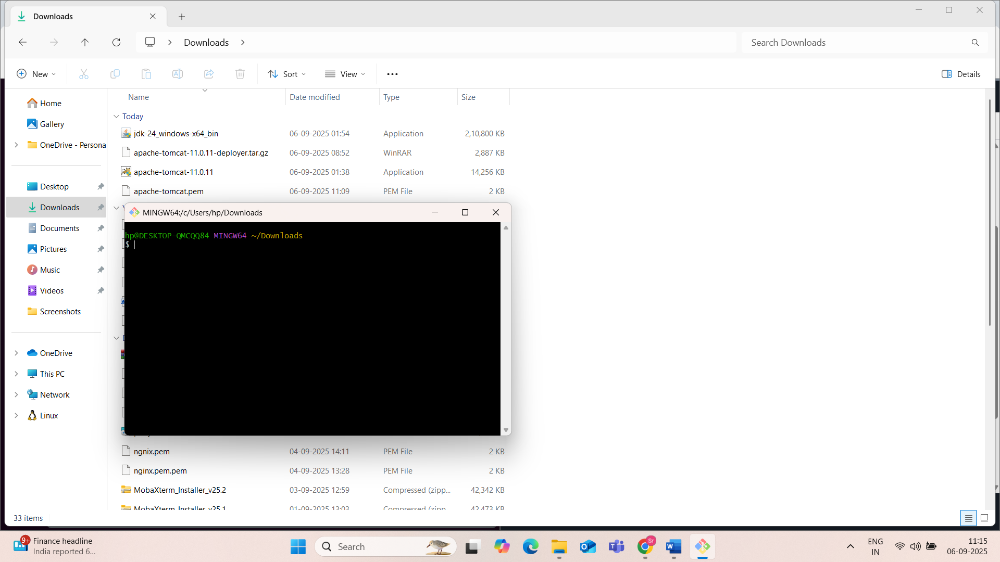 Downloads
Downloads
Search Downloads
New
Sort
View
Details
Name
Date modified
Type
Size
Home
Gallery
OneDrive - Persona
Desktop
Downloads
Documents
Pictures
Music
Videos
Screenshots
OneDrive
This PC
Network
Linux
Today
jdk-24_windows-x64_bin 06-09-2025 01:54 Application 2,10,800 KB
apache-tomcat-11.0.11-deployer.tar.gz 06-09-2025 08:52 WinRAR 2,887 KB
apache-tomcat-11.0.11 06-09-2025 01:38 Application 14,256 KB
apache-tomcat.pem 06-09-2025 11:09 PEM File 2 KB
MINGW64:/c/Users/hp/Downloads
hp@DESKTOP-QMCQQ84 MINGW64 ~/Downloads
$
ngnix.pem 04-09-2025 14:11 PEM File 2 KB
nginx.pem.pem 04-09-2025 13:28 PEM File 2 KB
MobaXterm_Installer_v25.2 03-09-2025 12:59 Compressed (zipp... 42,342 KB
MobaXterm_Installer_v25.1 01-09-2025 13:03 Compressed (zipp... 42,473 KB
33 items
9+
Finance headline
India reported 6...
Search
Sr
ENG
IN
11:15
06-09-2025